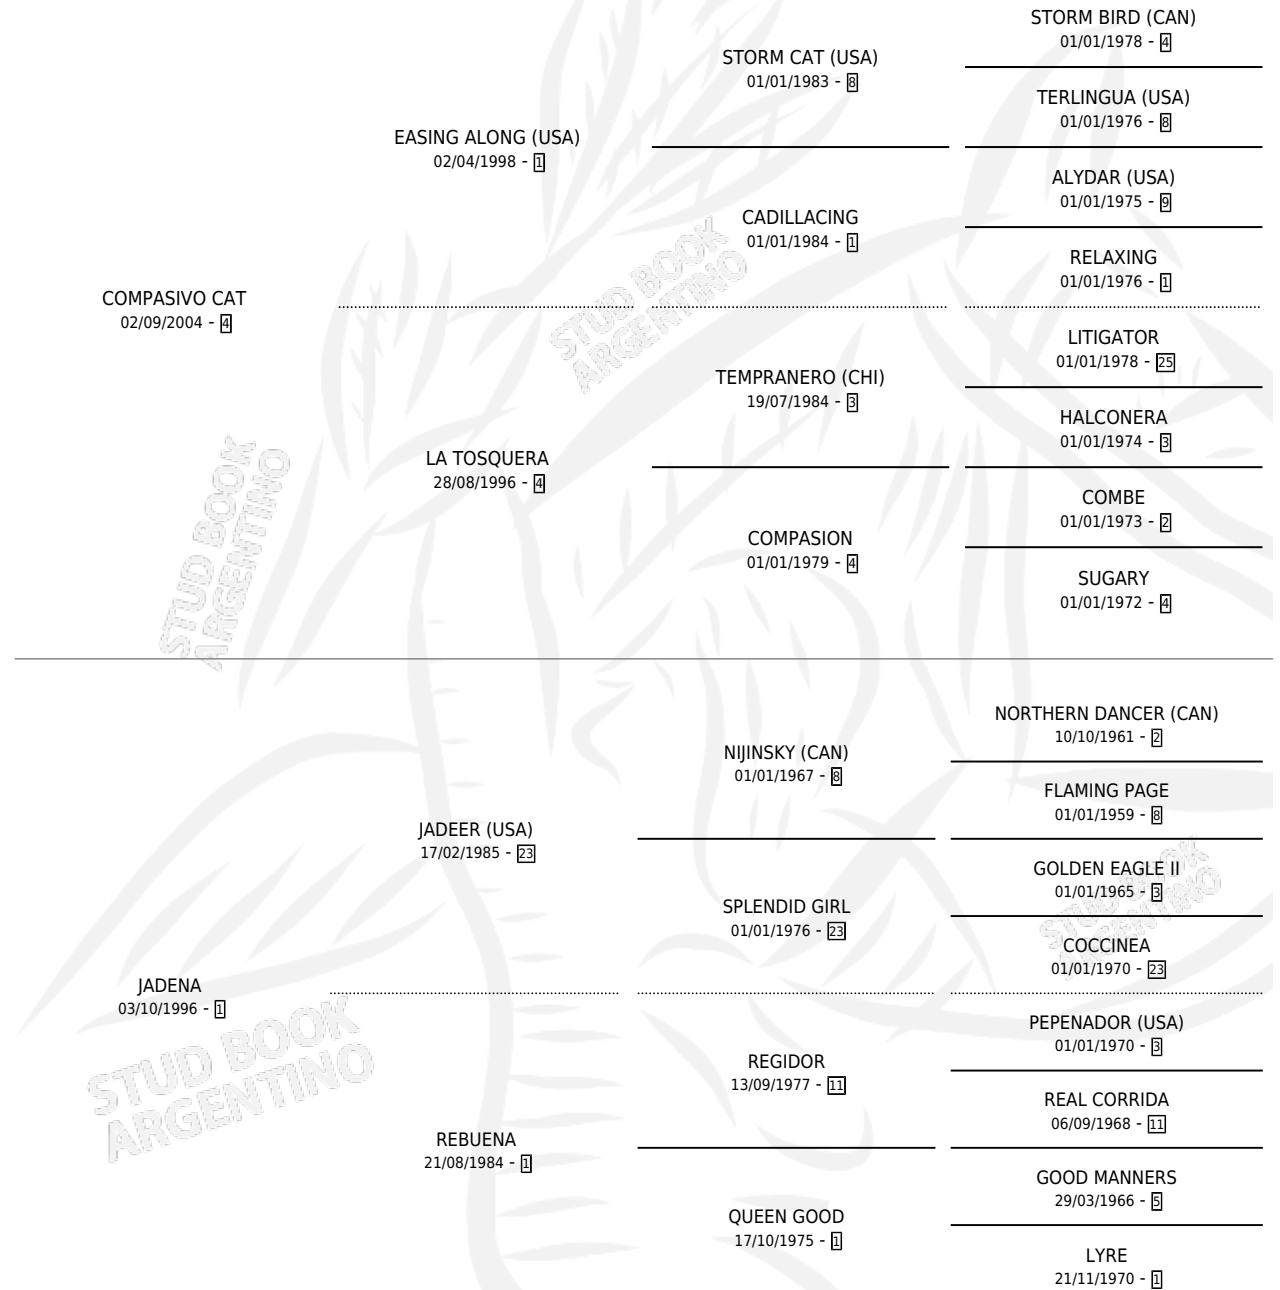 STORM BIRD (CAN)
01/01/1978 - 4
STORM CAT (USA)
01/01/1983 - 8
TERLINGUA (USA)
01/01/1976 - 8
EASING ALONG (USA)
02/04/1998 - 1
ALYDAR (USA)
01/01/1975 - 9
CADILLACING
01/01/1984 - 1
RELAXING
01/01/1976 - 1
COMPASIVO CAT
02/09/2004 - 4
STUD BOOK
ARGENTINO
LITIGATOR
01/01/1978 - 25
TEMPRANERO (CHI)
19/07/1984 - 3
HALCONERA
01/01/1974 - 3
LA TOSQUERA
28/08/1996 - 4
COMBE
01/01/1973 - 2
COMPASION
01/01/1979 - 4
SUGARY
01/01/1972 - 4
STUD BOOK
ARGENTINO
NORTHERN DANCER (CAN)
10/10/1961 - 2
NIJINSKY (CAN)
01/01/1967 - 8
FLAMING PAGE
01/01/1959 - 8
JADEER (USA)
17/02/1985 - 23
GOLDEN EAGLE II
01/01/1965 - 3
SPLENDID GIRL
01/01/1976 - 23
COCCINEA
01/01/1970 - 23
STUD BOOK
ARGENTINO
JADENA
03/10/1996 - 1
STUD BOOK
ARGENTINO
PEPENADOR (USA)
01/01/1970 - 3
REGIDOR
13/09/1977 - 11
REAL CORRIDA
06/09/1968 - 11
REBUENA
21/08/1984 - 1
GOOD MANNERS
29/03/1966 - 5
QUEEN GOOD
17/10/1975 - 1
LYRE
21/11/1970 - 1